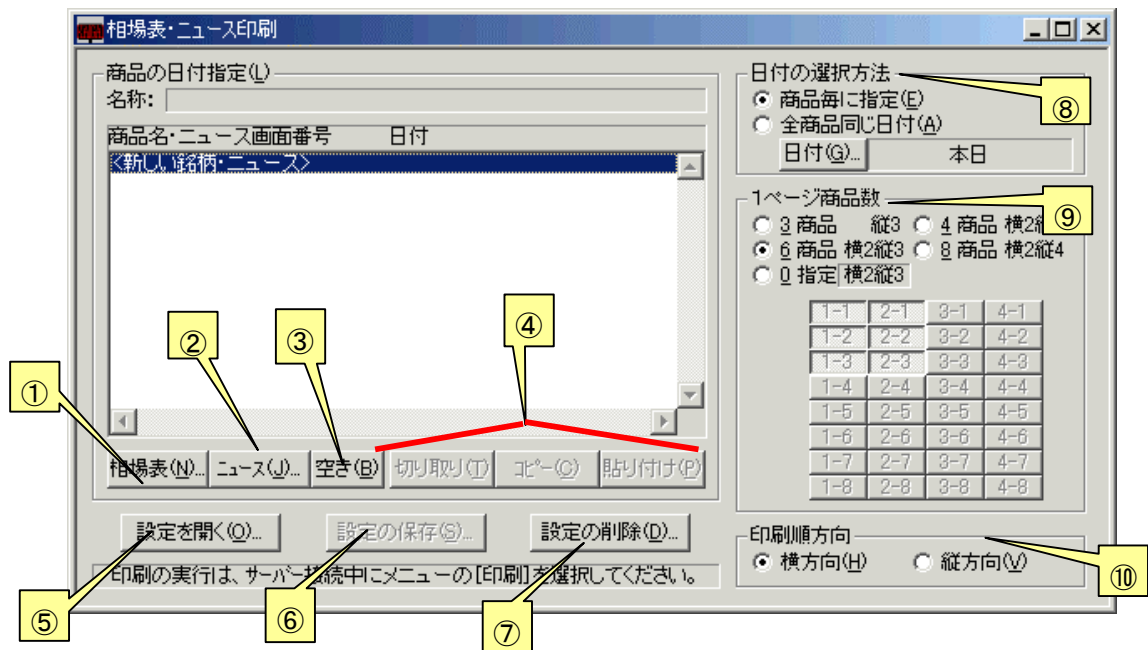 相場表・ニュース印刷
商品の日付指定(L)
名称:
商品名・ニュース画面番号 日付
<新しい銘柄・ニュース>
①
②
③
④
相場表(N)... ニュース(J)... 空き(B) 切り取り(T) コピー(C) 貼り付け(P)
設定を開く(O)... 設定の保存(S)... 設定の削除(D)...
印刷の実行は、サーバー接続中にメニューの[印刷]を選択してください。
⑤
⑥
⑦
日付の選択方法
⑧
商品毎に指定(E)
全商品同じ日付(A)
日付(G)... 本日
1ページ商品数
⑨
3 商品 縦3 4 商品 横2
6 商品 横2縦3 8 商品 横2縦4
0 指定 横2縦3
1-1 2-1 3-1 4-1
1-2 2-2 3-2 4-2
1-3 2-3 3-3 4-3
1-4 2-4 3-4 4-4
1-5 2-5 3-5 4-5
1-6 2-6 3-6 4-6
1-7 2-7 3-7 4-7
1-8 2-8 3-8 4-8
印刷順方向
横方向(H) 縦方向(V)
⑩